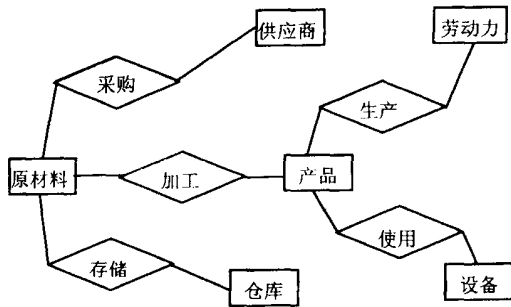 供应商
劳动力
采购
生产
原材料
加工
产品
使用
存储
仓库
设备